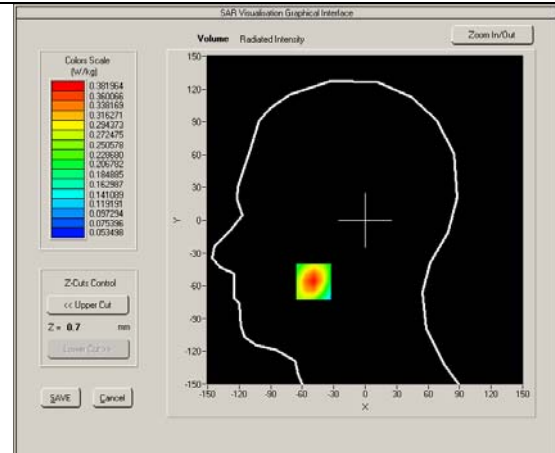 SAR Visualisation Graphical Interface
Volume Radiated Intensity
Zoom In/Out
Colors Scale
(W/kg)
0.381964
0.360066
0.338169
0.316271
0.294373
0.272475
0.250578
0.228680
0.206782
0.184885
0.162987
0.141089
0.119191
0.097294
0.075396
0.053498
Z-Cuts Control
<< Upper Cut
Z = 0.7 mm
Lower Cut >>
SAVE
Cancel
150
120
90
60
30
0
-30
-60
-90
-120
-150
Y
-150 -120 -90 -60 -30 0 30 60 90 120 150
X